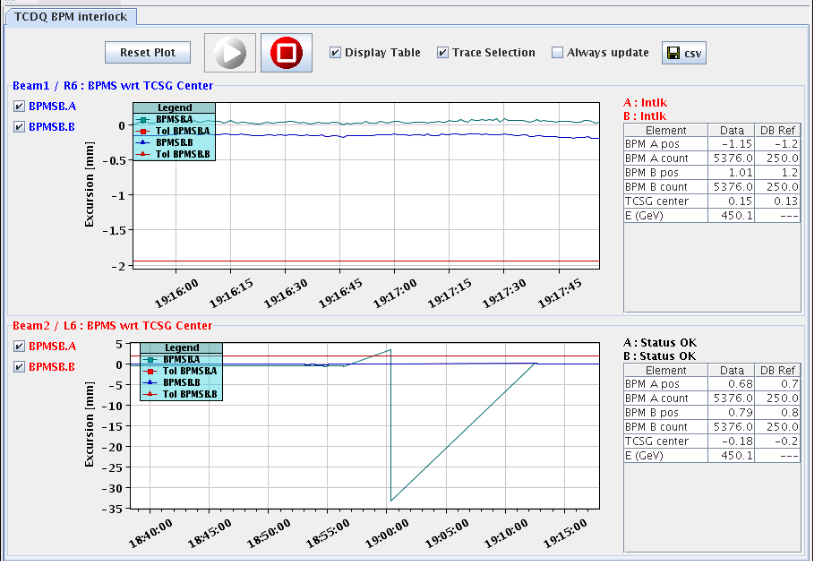 TCDQ BPM interlock
Reset Plot
Display Table
Trace Selection
Always update
csv
Beam1 / R6 : BPMS wrt TCSG Center
BPMSB.A
BPMSB.B
Legend
BPMSB.A
Tol BPMSB.A
BPMSB.B
Tol BPMSB.B
Excursion [mm]
0
-0.5
-1
-1.5
-2
19:16:00 19:16:15 19:16:30 19:16:45 19:17:00 19:17:15 19:17:30 19:17:45
A : Intlk
B : Intlk
Element Data DB Ref
BPM A pos -1.15 -1.2
BPM A count 5376.0 250.0
BPM B pos 1.01 1.2
BPM B count 5376.0 250.0
TCSG center 0.15 0.13
E (GeV) 450.1 ---
Beam2 / L6 : BPMS wrt TCSG Center
BPMSB.A
BPMSB.B
Legend
BPMSB.A
Tol BPMSB.A
BPMSB.B
Tol BPMSB.B
Excursion [mm]
5
0
-5
-10
-15
-20
-25
-30
-35
18:40:00 18:45:00 18:50:00 18:55:00 19:00:00 19:05:00 19:10:00 19:15:00
A : Status OK
B : Status OK
Element Data DB Ref
BPM A pos 0.68 0.7
BPM A count 5376.0 250.0
BPM B pos 0.79 0.8
BPM B count 5376.0 250.0
TCSG center -0.18 -0.2
E (GeV) 450.1 ---